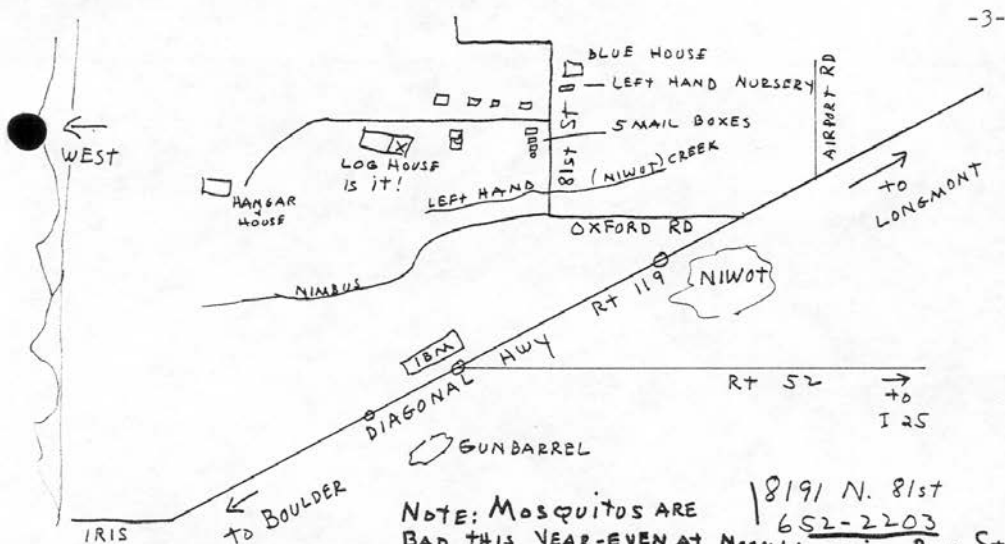 -3-
BLUE HOUSE
LEFT HAND NURSERY
AIRPORT RD
81st St
5 MAIL BOXES
WEST
X
LOG HOUSE
IS it!
HANGAR
HOUSE
LEFT HAND (NIWOT) CREEK
to
LONGMONT
OXFORD RD
NIMBUS
Rt 119
NIWOT
IBM
DIAGONAL HWY
Rt 52
to
I 25
GUNBARREL
to BOULDER
IRIS
8191 N. 81st
652-2203
NOTE: MOSQUITOS ARE
BAD THIS YEAR-EVEN AT